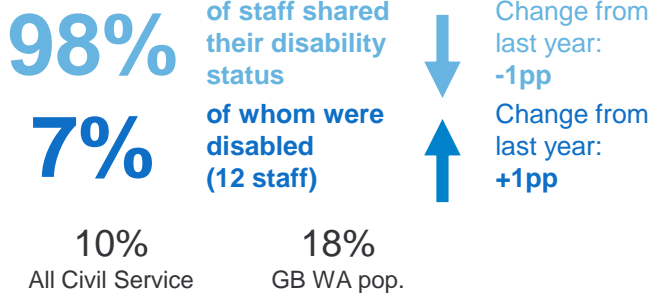 98%
of staff shared
their disability
status
Change from
last year:
-1pp
7%
of whom were
disabled
(12 staff)
Change from
last year:
+1pp
10%
All Civil Service
18%
GB WA pop.